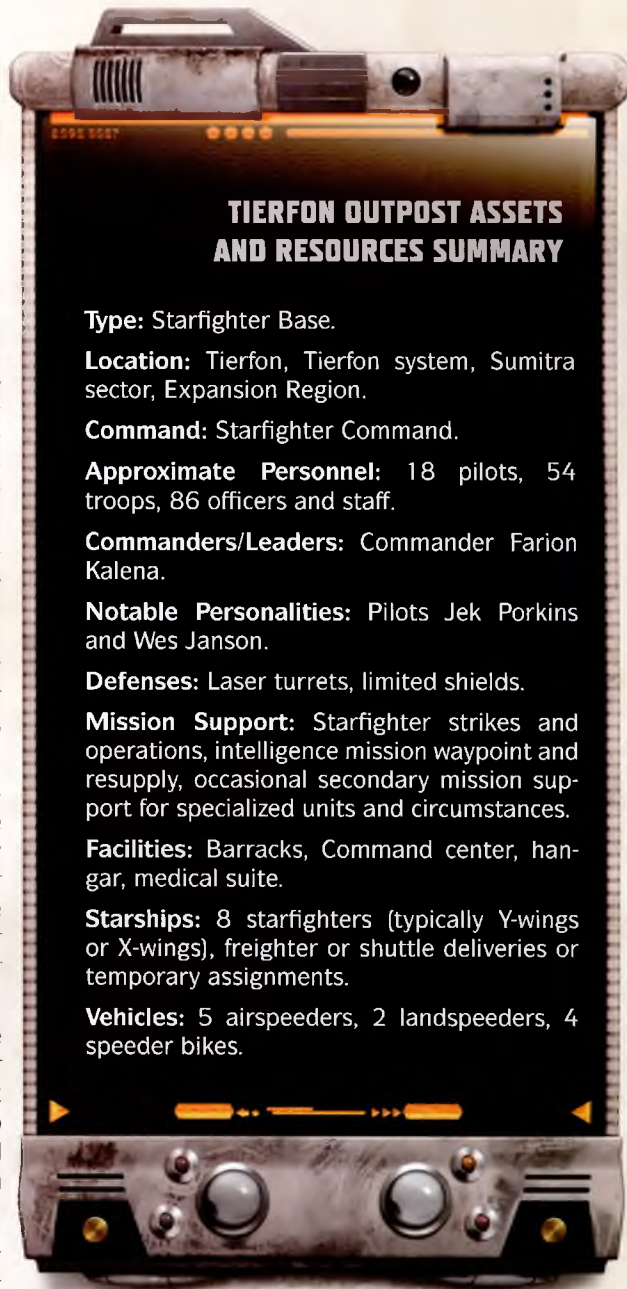 TIERFON OUTPOST ASSETS
AND RESOURCES SUMMARY
Type: Starfighter Base.
Location: Tierfon, Tierfon system, Sumitra
sector, Expansion Region.
Command: Starfighter Command.
Approximate Personnel: 18 pilots, 54
troops, 86 officers and staff.
Commanders/Leaders: Commander Farion
Kalena.
Notable Personalities: Pilots Jek Porkins
and Wes Janson.
Defenses: Laser turrets, limited shields.
Mission Support: Starfighter strikes and
operations, intelligence mission waypoint and
resupply, occasional secondary mission sup-
port for specialized units and circumstances.
Facilities: Barracks, Command center, han-
gar, medical suite.
Starships: 8 starfighters (typically Y-wings
or X-wings), freighter or shuttle deliveries or
temporary assignments.
Vehicles: 5 airspeeders, 2 landspeeders, 4
speeder bikes.